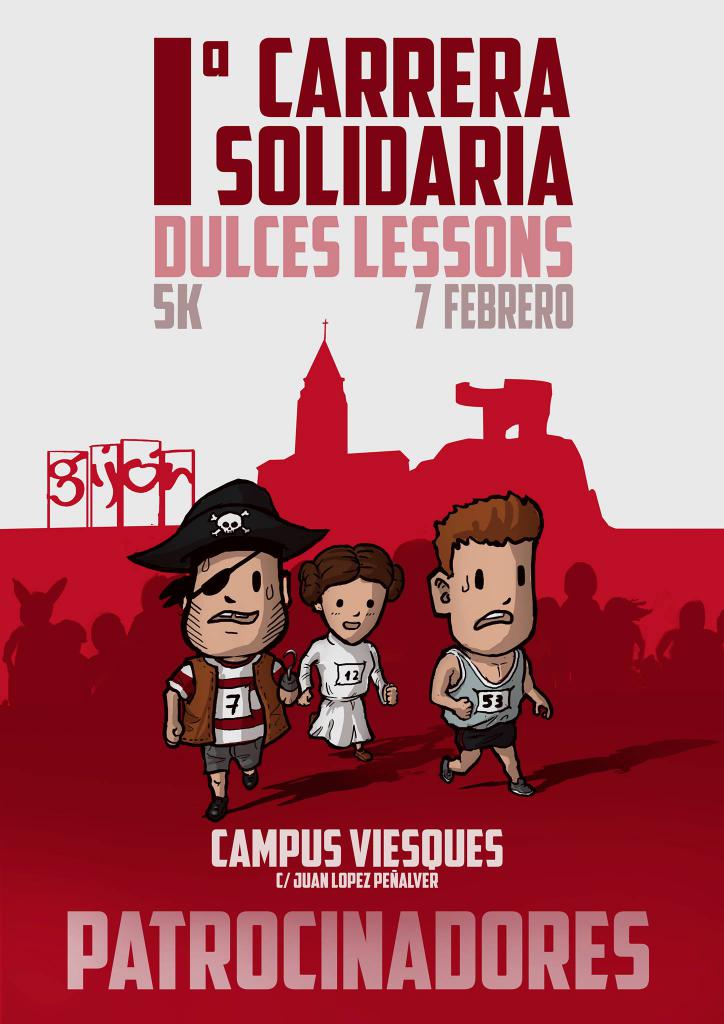 Iª CARRERA
SOLIDARIA
DULCES LESSONS
5K 7 FEBRERO
gijón
7
12
53
CAMPUS VIESQUES
C/ JUAN LOPEZ PEÑALVER
PATROCINADORES